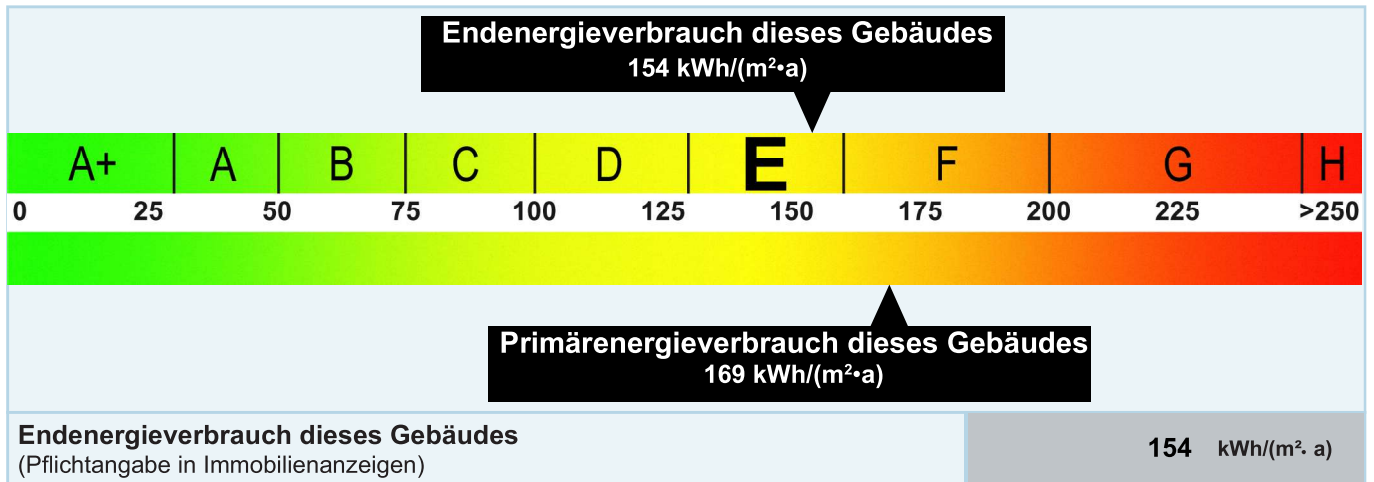 Endenergieverbrauch dieses Gebäudes
154 kWh/(m²•a)
A+ A B C D E F G H
0 25 50 75 100 125 150 175 200 225 >250
Primärenergieverbrauch dieses Gebäudes
169 kWh/(m²•a)
Endenergieverbrauch dieses Gebäudes
(Pflichtangabe in Immobilienanzeigen)
154 kWh/(m²· a)